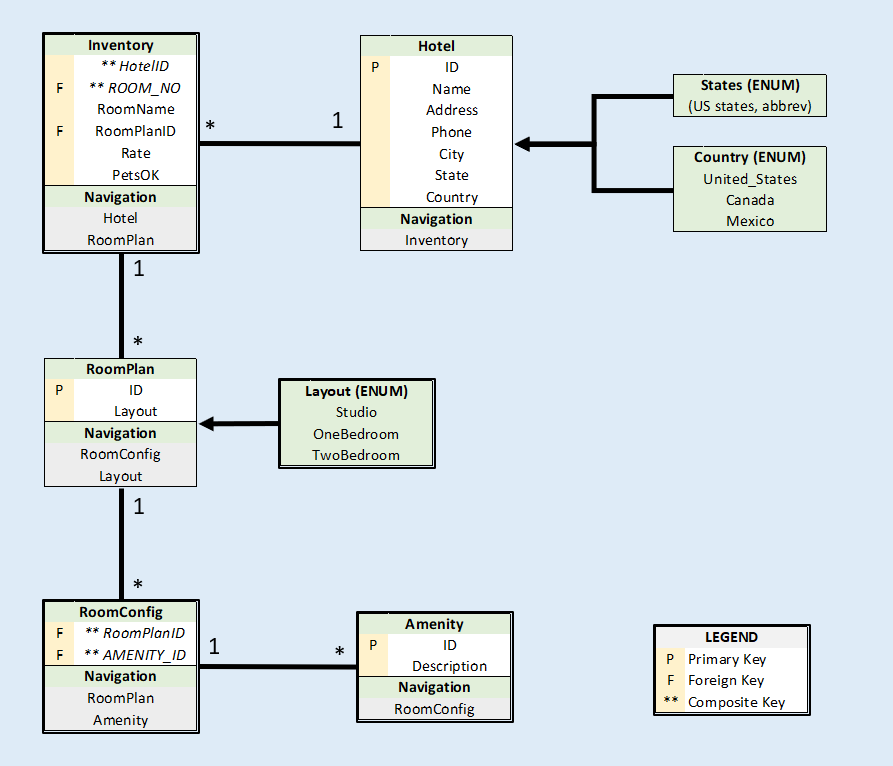 Inventory
** HotelID
F ** ROOM_NO
RoomName
F RoomPlanID
Rate
PetsOK
Navigation
Hotel
RoomPlan
* 1
Hotel
P ID
Name
Address
Phone
City
State
Country
Navigation
Inventory
States (ENUM)
(US states, abbrev)
Country (ENUM)
United_States
Canada
Mexico
1
*
RoomPlan
P ID
Layout
Navigation
RoomConfig
Layout
Layout (ENUM)
Studio
OneBedroom
TwoBedroom
1
*
RoomConfig
F ** RoomPlanID
F ** AMENITY_ID
Navigation
RoomPlan
Amenity
1 *
Amenity
P ID
Description
Navigation
RoomConfig
LEGEND
P Primary Key
F Foreign Key
** Composite Key